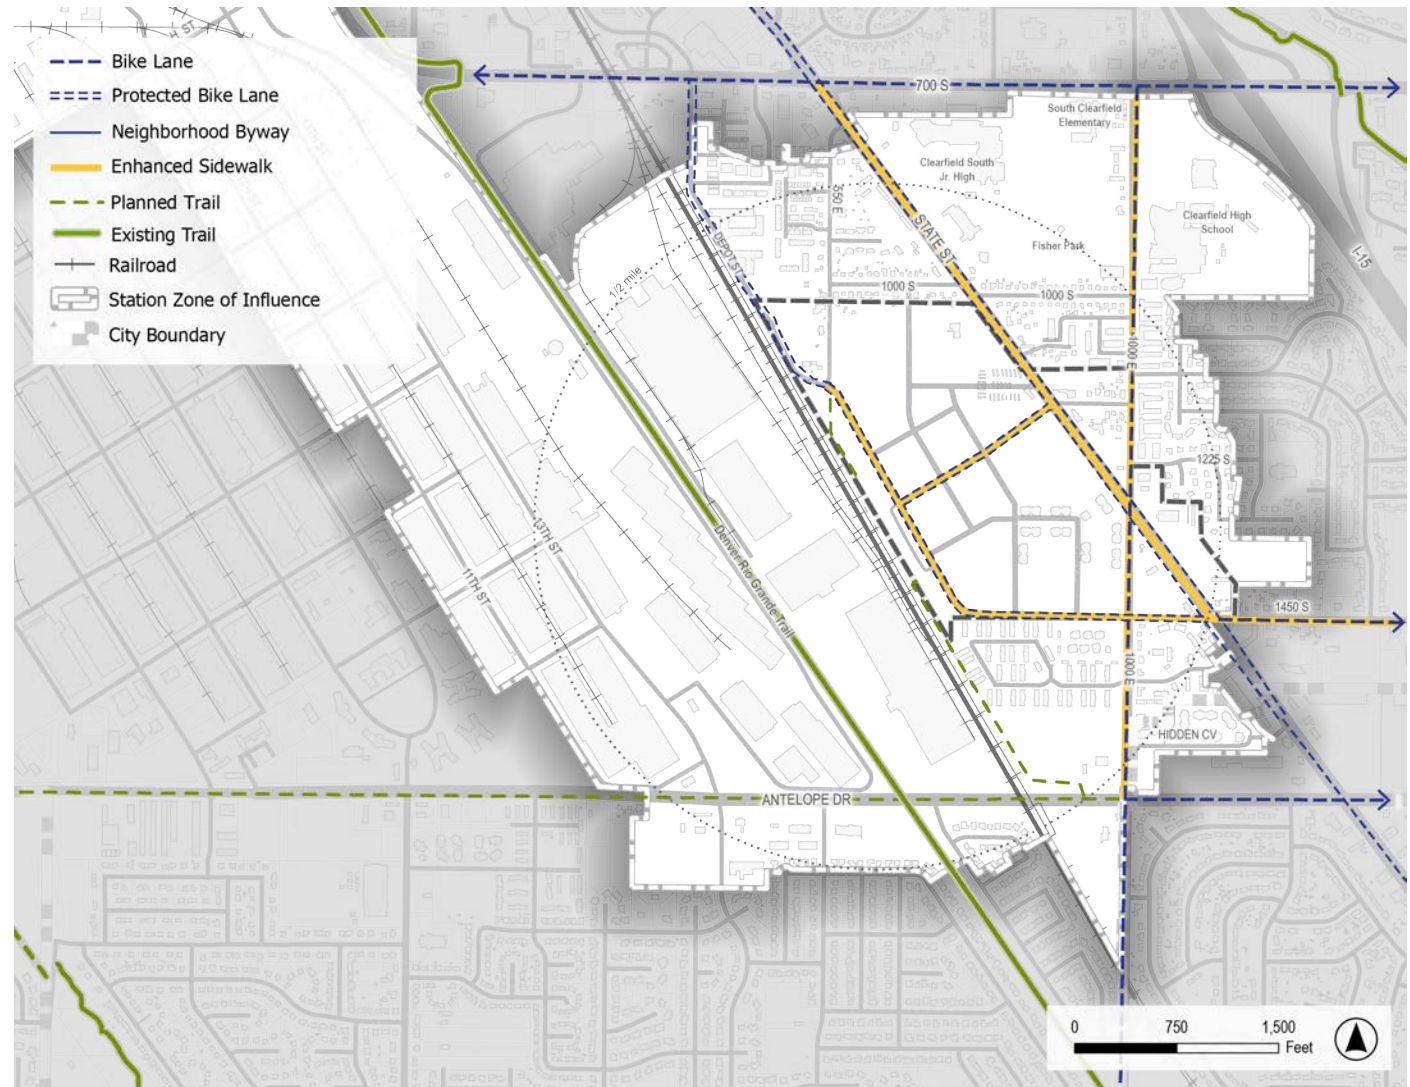 H ST
Bike Lane
Protected Bike Lane
Neighborhood Byway
Enhanced Sidewalk
Planned Trail
Existing Trail
Railroad
Station Zone of Influence
City Boundary
700 S
South Clearfield
Elementary
Clearfield South
Jr. High
550 E
STATE ST
Clearfield High
School
Fisher Park
I-15
DEPOT ST
1/2 mile
1000 S
1000 S
1000 E
1225 S
13TH ST
11TH ST
Denver Rio Grande Trail
1450 S
1000 E
HIDDEN CV
ANTELOPE DR
0 750 1,500
Feet